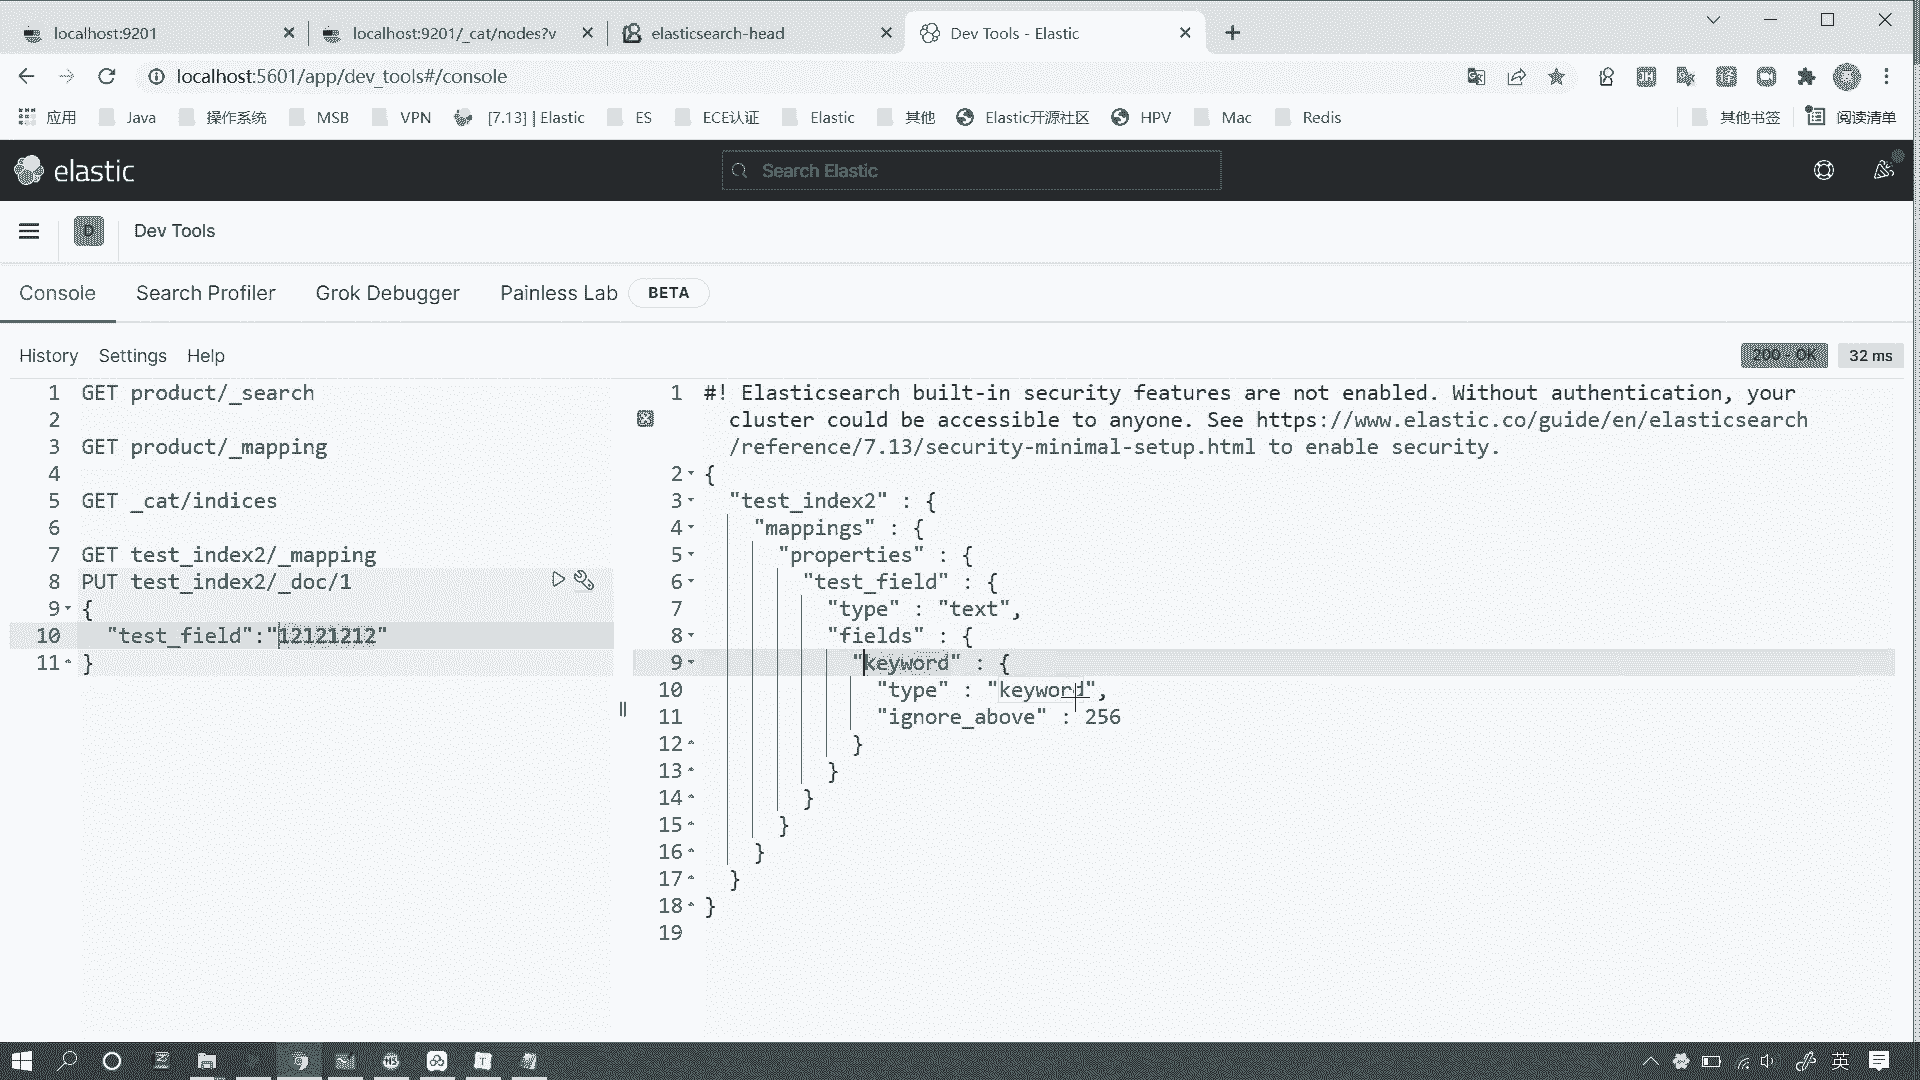 localhost:9201
localhost:9201/_cat/nodes?v
elasticsearch-head
Dev Tools - Elastic
localhost:5601/app/dev_tools#/console
应用
Java
操作系统
MSB
VPN
[7.13] | Elastic
ES
ECE认证
Elastic
其他
Elastic开源社区
HPV
Mac
Redis
其他书签
阅读清单
elastic
Search Elastic
D
Dev Tools
Console
Search Profiler
Grok Debugger
Painless Lab
BETA
History
Settings
Help
200 - OK
32 ms
1 GET product/_search
2
3 GET product/_mapping
4
5 GET _cat/indices
6
7 GET test_index2/_mapping
8 PUT test_index2/_doc/1
9 {
10 "test_field":"12121212"
11 }
1 #! Elasticsearch built-in security features are not enabled. Without authentication, your
cluster could be accessible to anyone. See https://www.elastic.co/guide/en/elasticsearch
/reference/7.13/security-minimal-setup.html to enable security.
2 {
3 "test_index2" : {
4 "mappings" : {
5 "properties" : {
6 "test_field" : {
7 "type" : "text",
8 "fields" : {
9 "keyword" : {
10 "type" : "keyword",
11 "ignore_above" : 256
12 }
13 }
14 }
15 }
16 }
17 }
18 }
19
英